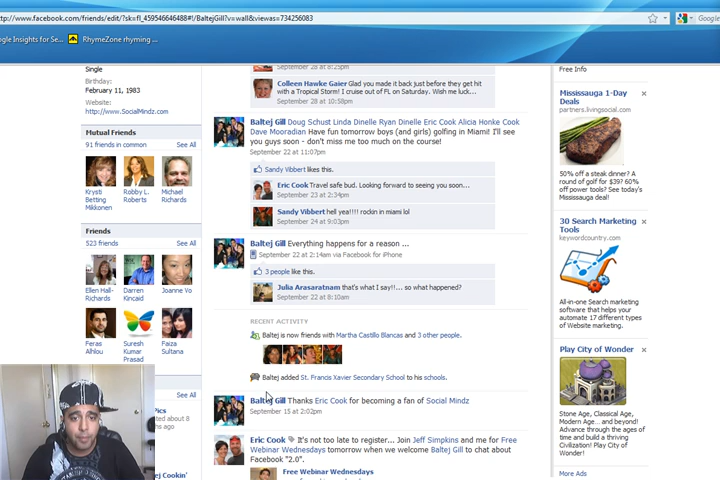 http://www.facebook.com/friends/edit/?sk=fl_459546646488#!/BaltejGill?v=wall&viewas=734256083
Google
gle Insights for Se...
RhymeZone rhyming ...
Single
Birthday:
February 11, 1983
Website:
http://www.SocialMindz.com
Mutual Friends
91 friends in common
See All
Krysti Betting Mikkonen
Robby L. Roberts
Michael Richards
Friends
523 friends
See All
Ellen Hall-Richards
Darren Kincaid
Joanne Yo
Feras Alhlou
Suresh Kumar Prasad
Faiza Sultana
See All
Pics
dated about 8
hs ago
Cookin'
September 28 at 8:25pm
Colleen Hawke Gaier Glad you made it back just before they get hit
with a Tropical Storm! I cruise out of FL on Saturday. Wish me luck...
September 28 at 10:58pm
Baltej Gill Doug Schust Linda Dinelle Ryan Dinelle Eric Cook Alicia Honke Cook
Dave Mooradian Have fun tomorrow boys (and girls) golfing in Miami! I'll see
you guys soon - don't miss me too much on the course!
September 22 at 11:07pm
Sandy Vibbert likes this.
Eric Cook Travel safe bud. Looking forward to seeing you soon...
September 23 at 2:34pm
Sandy Vibbert hell yea!!!! rockin in miami lol
September 24 at 9:03pm
Baltej Gill Everything happens for a reason ...
September 22 at 2:14am via Facebook for iPhone
3 people like this.
Julia Arasaratnam that's what I say!!... so what happened?
September 22 at 8:10am
RECENT ACTIVITY
Baltej is now friends with Martha Castillo Blancas and 3 other people.
Baltej added St. Francis Xavier Secondary School to his schools.
Baltej Gill Thanks Eric Cook for becoming a fan of Social Mindz
September 15 at 2:02pm
Eric Cook It's not too late to register... Join Jeff Simpkins and me for Free
Webinar Wednesdays tomorrow when we welcome Baltej Gill to chat about
Facebook "2.0".
Free Webinar Wednesdays
Free Info
Mississauga 1-Day
Deals
partners.livingsocial.com
50% off a steak dinner? A
round of golf for $39? 60%
off power tools? See today's
Mississauga deal!
30 Search Marketing
Tools
keywordcountry.com
All-in-one Search marketing
software that helps your
automate 17 different types
of Website marketing.
Play City of Wonder
Stone Age, Classical Age,
Modern Age… and beyond!
Advance through the ages of
time and build a thriving
Civilization! Play City of
Wonder!
More Ads